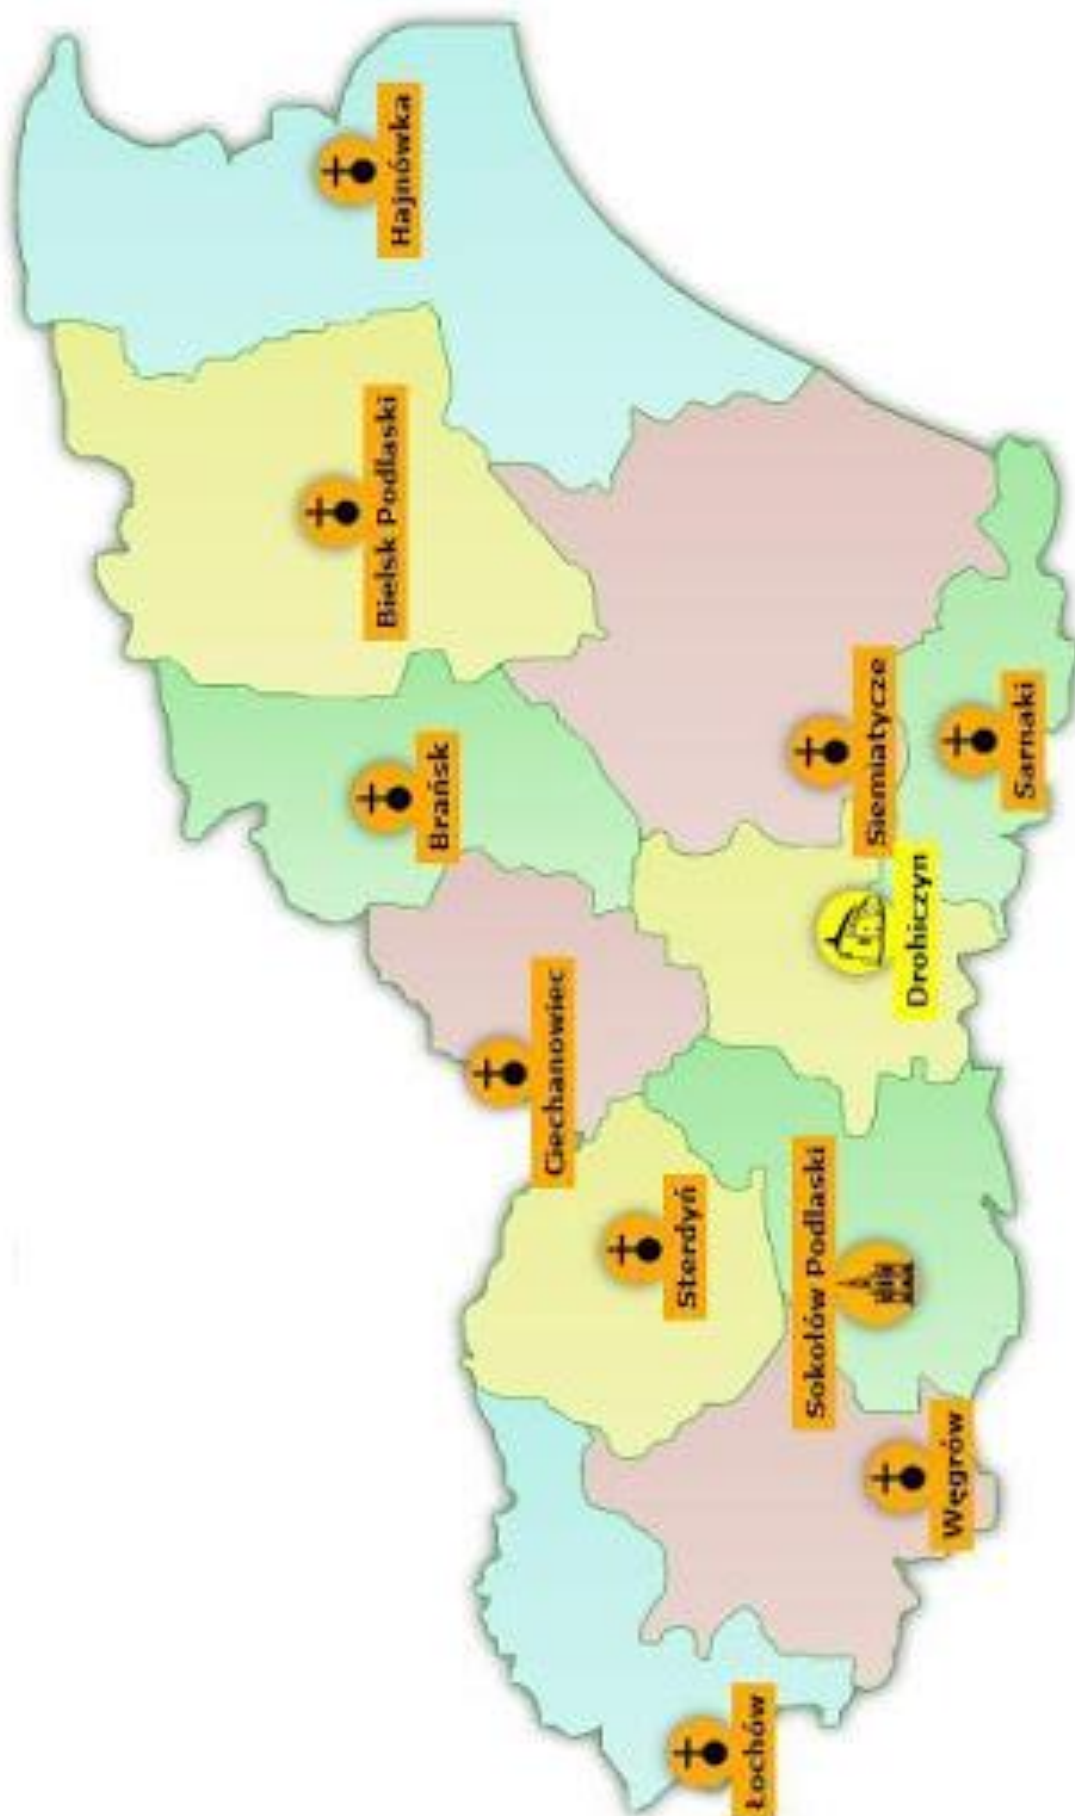 Bielsk Podlaski
Hajnówka
Brańsk
Ciechanowiec
Sterdyń
Łochów
Sokołów Podlaski
Siemiatycze
Drohiczyn
Węgrów
Sarnaki